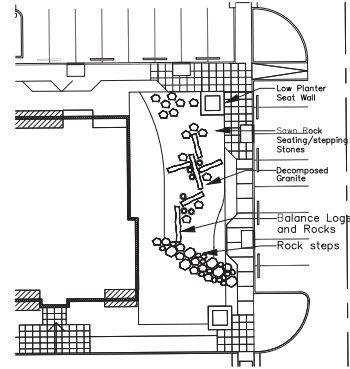 Low Planter
Seat Wall
Sawn Rock
Seating/stepping
Stones
Decomposed
Granite
Balance Logs
and Rocks
Rock steps